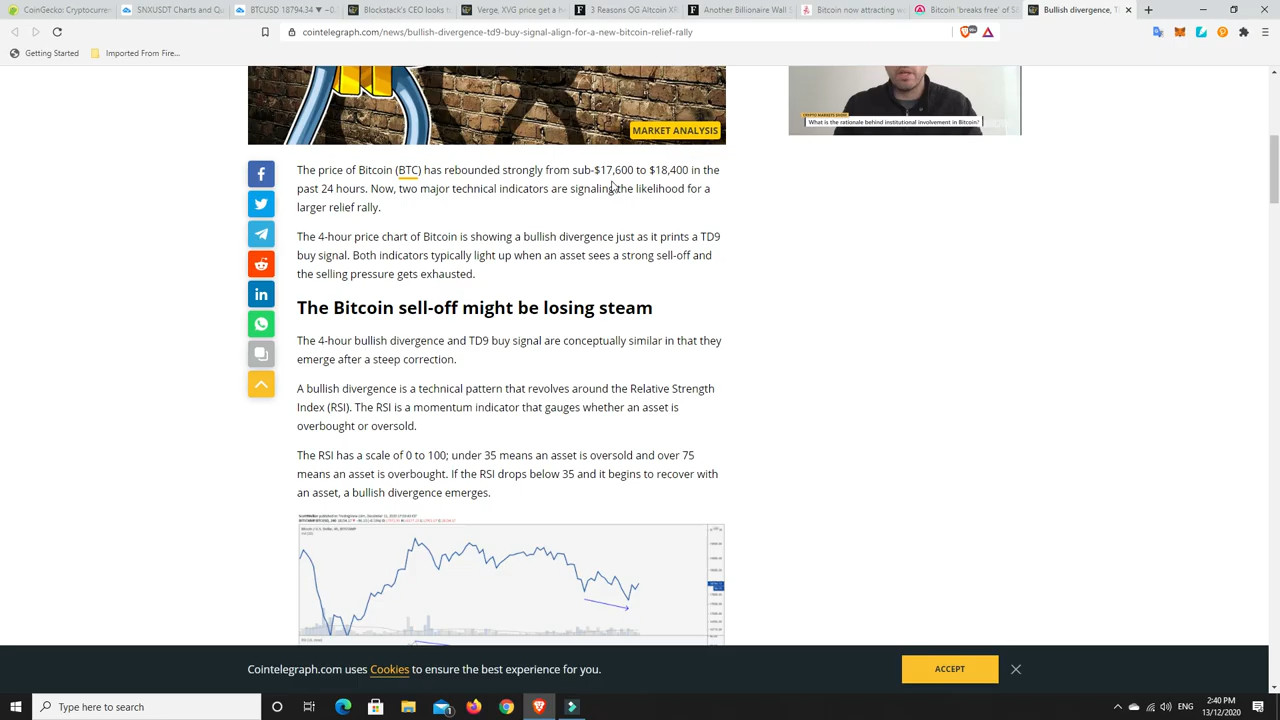 CoinGecko: Cryptocurren
SNXUSDT Charts and Qu
BTCUSD 18794.34
Blockstack's CEO looks t
Verge, XVG price get a h
3 Reasons OG Altcoin XR
Another Billionaire Wall S
Bitcoin now attracting w
Bitcoin 'breaks free' of S
Bullish divergence, T
cointelegraph.com/news/bullish-divergence-td9-buy-signal-align-for-a-new-bitcoin-relief-rally
Getting Started
Imported From Fire...
MARKET ANALYSIS
What is the rationale behind institutional involvement in Bitcoin?
The price of Bitcoin (BTC) has rebounded strongly from sub-$17,600 to $18,400 in the
past 24 hours. Now, two major technical indicators are signaling the likelihood for a
larger relief rally.
The 4-hour price chart of Bitcoin is showing a bullish divergence just as it prints a TD9
buy signal. Both indicators typically light up when an asset sees a strong sell-off and
the selling pressure gets exhausted.
The Bitcoin sell-off might be losing steam
The 4-hour bullish divergence and TD9 buy signal are conceptually similar in that they
emerge after a steep correction.
A bullish divergence is a technical pattern that revolves around the Relative Strength
Index (RSI). The RSI is a momentum indicator that gauges whether an asset is
overbought or oversold.
The RSI has a scale of 0 to 100; under 35 means an asset is oversold and over 75
means an asset is overbought. If the RSI drops below 35 and it begins to recover with
an asset, a bullish divergence emerges.
Cointelegraph.com uses Cookies to ensure the best experience for you.
ACCEPT
Type here to search
ENG
2:40 PM
13/12/2020